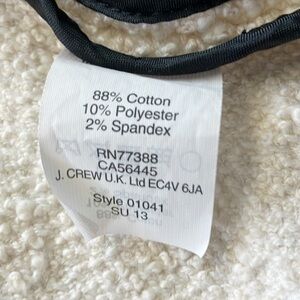 88% Cotton
10% Polyester
2% Spandex
RN77388
CA56445
J. CREW U.K. Ltd EC4V 6JA
Style 01041
SU 13